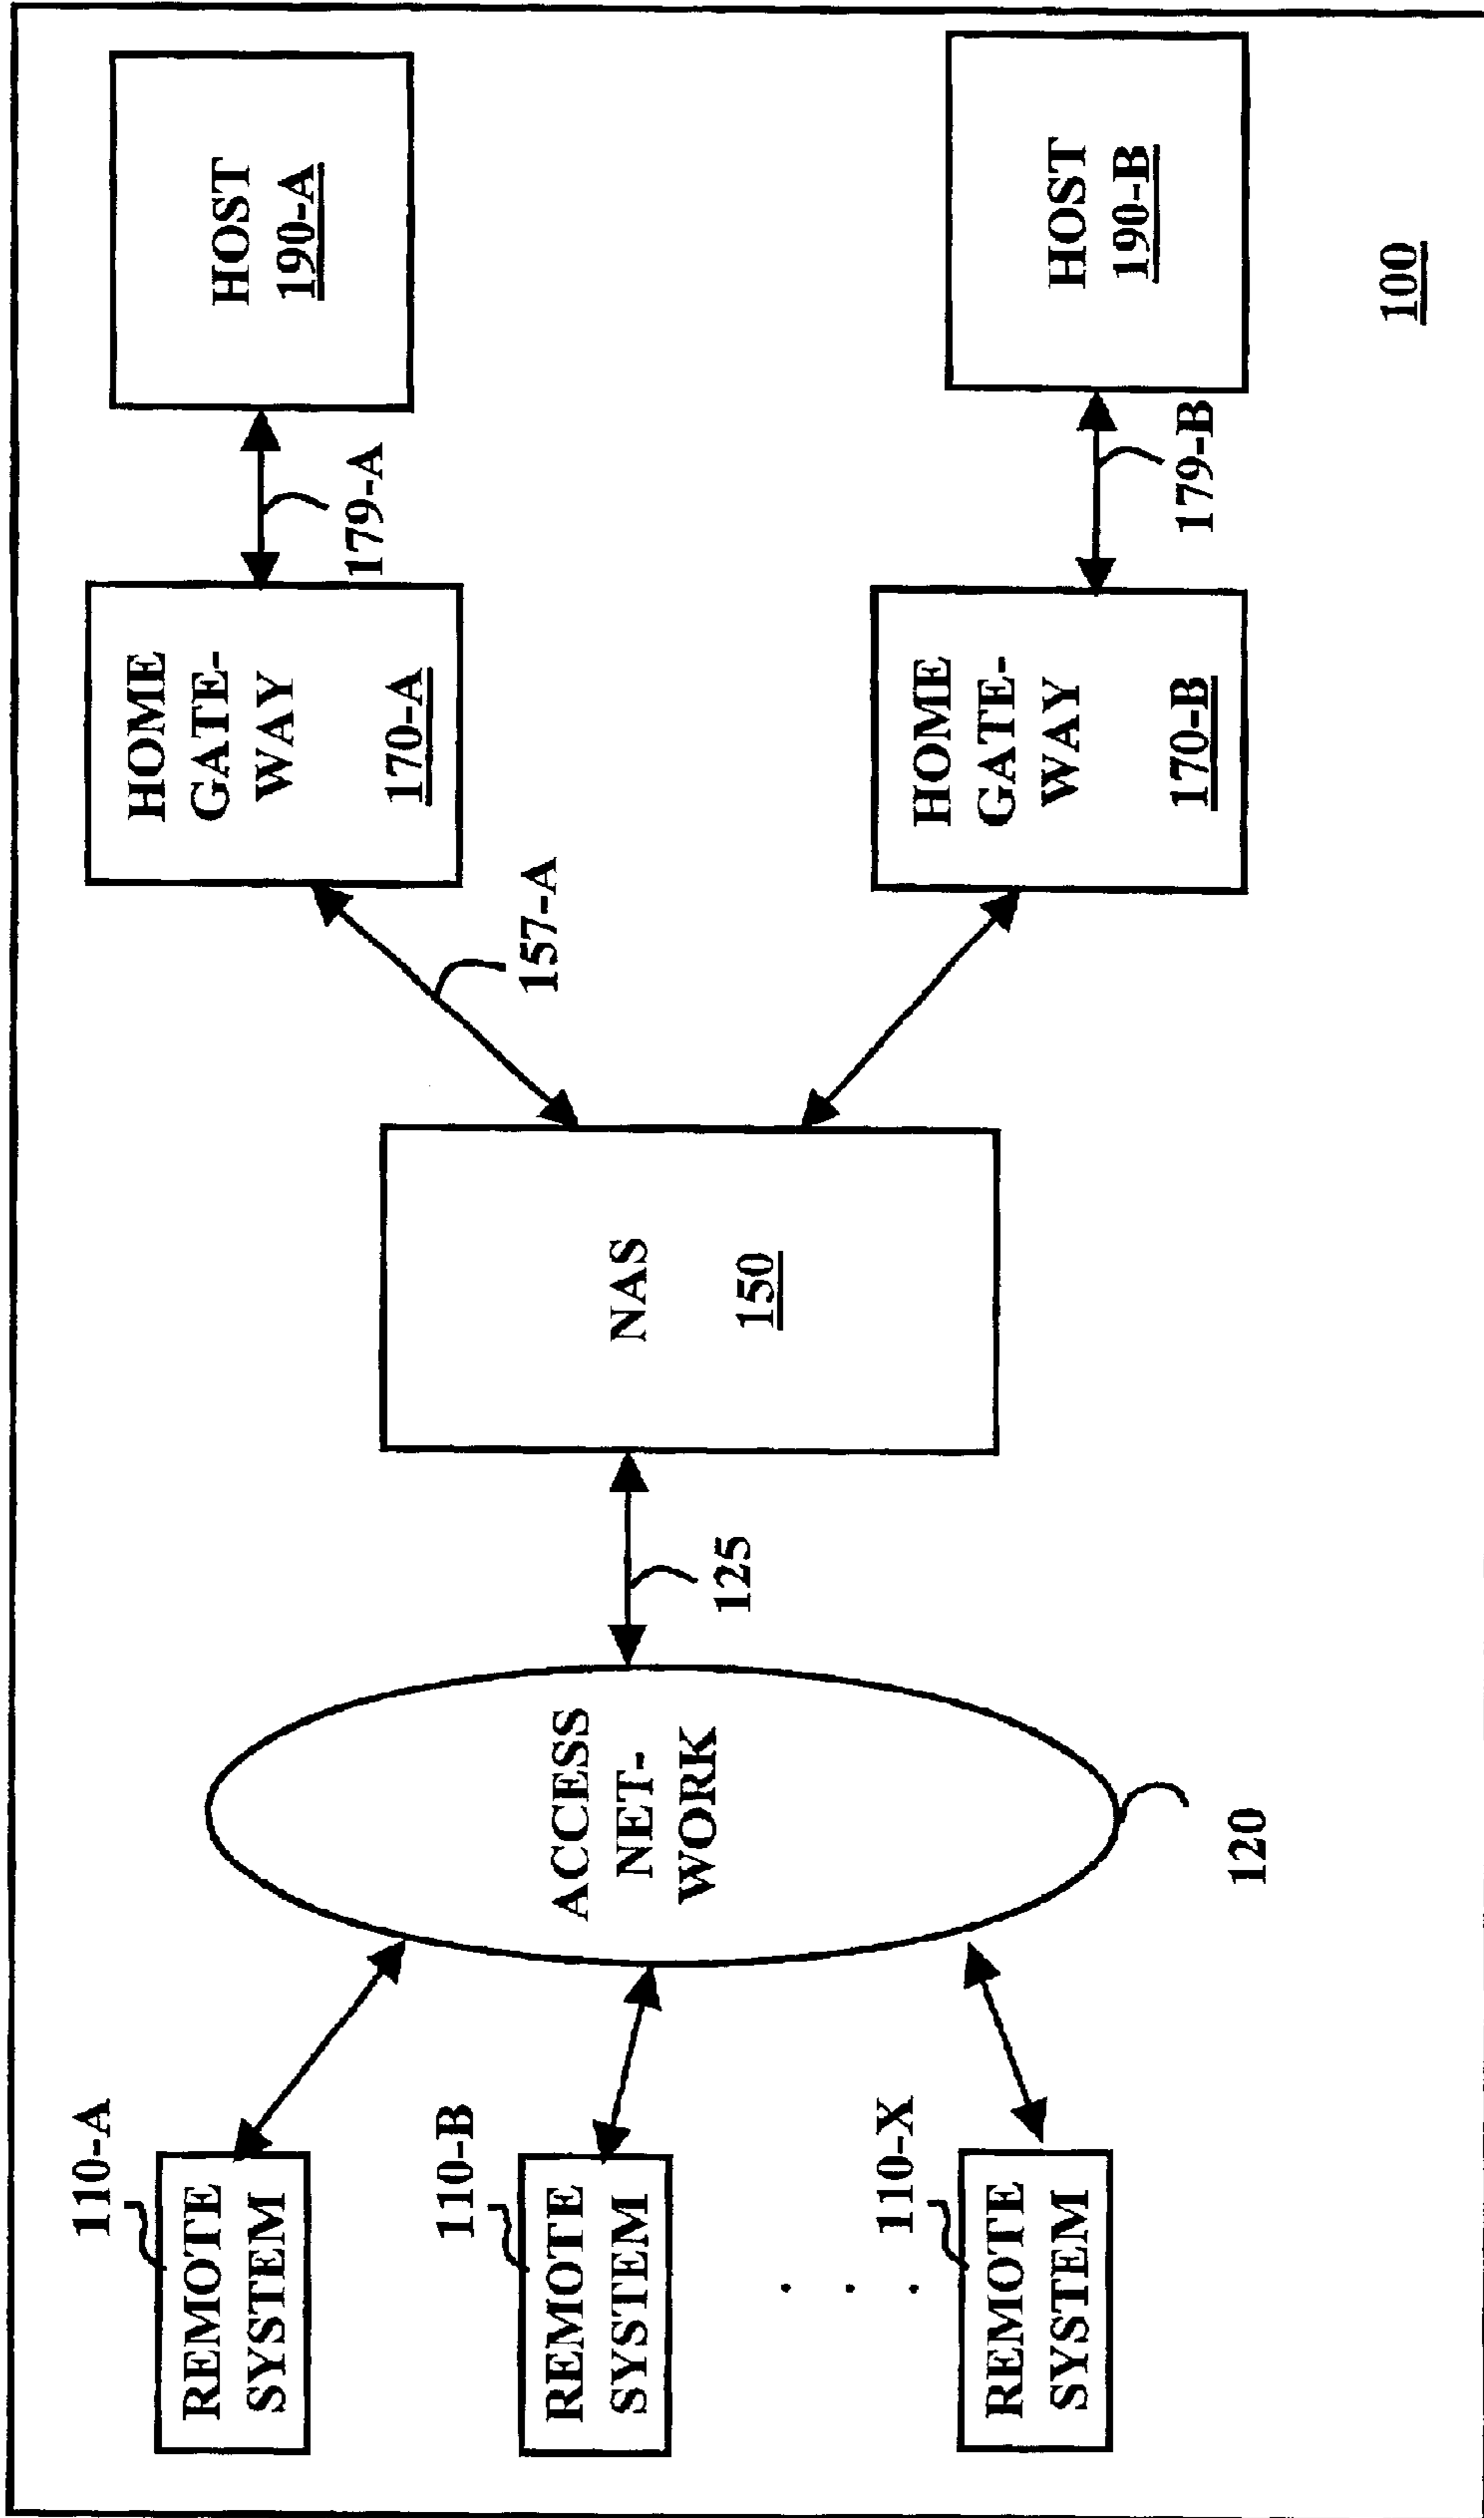 110-A
REMOTE
SYSTEM
110-B
REMOTE
SYSTEM
. . .
110-X
REMOTE
SYSTEM
ACCESS
NET-
WORK
120
125
NAS
150
157-A
HOME
GATE-
WAY
170-A
HOME
GATE-
WAY
170-B
179-A
179-B
HOST
190-A
HOST
190-B
100